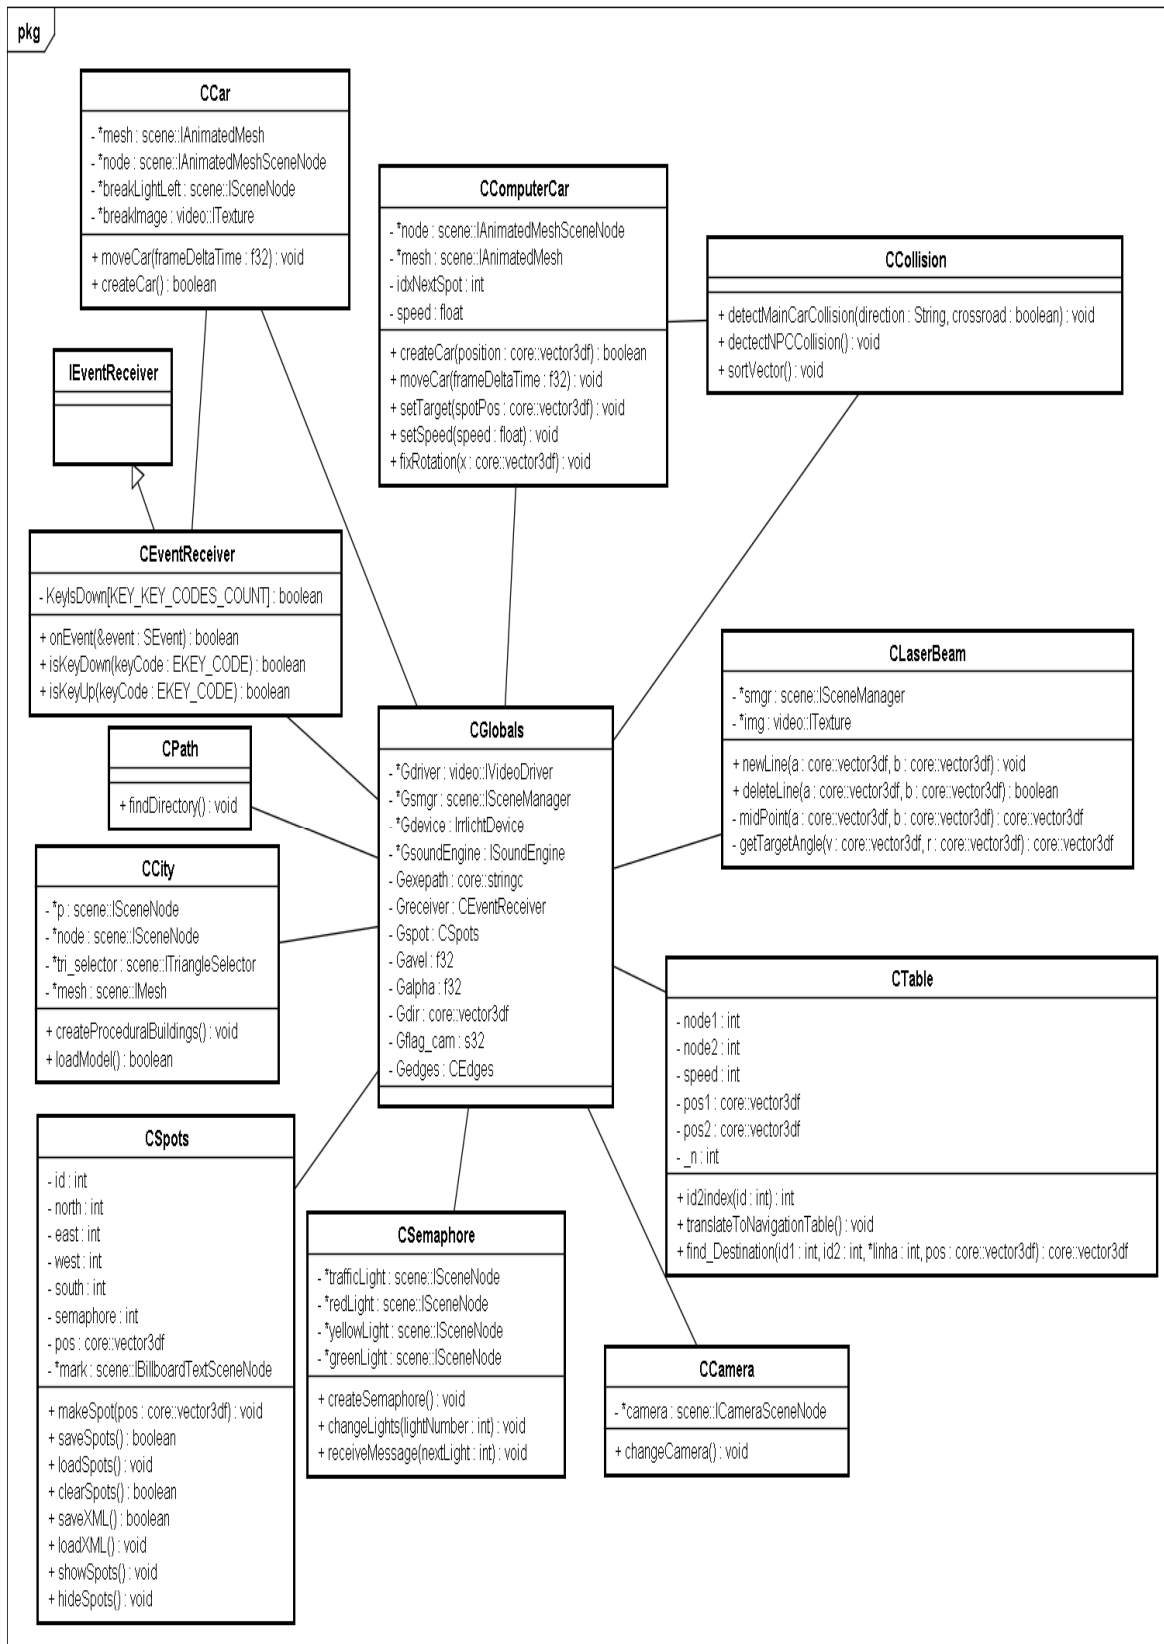 pkg
CCar
- *mesh : scene::IAnimatedMesh
- *node : scene::IAnimatedMeshSceneNode
- *breakLightLeft : scene::ISceneNode
- *breakImage : video::ITexture
+ moveCar(frameDeltaTime : f32) : void
+ createCar() : boolean
CComputerCar
- *node : scene::IAnimatedMeshSceneNode
- *mesh : scene::IAnimatedMesh
- idxNextSpot : int
- speed : float
+ createCar(position : core::vector3df) : boolean
+ moveCar(frameDeltaTime : f32) : void
+ setTarget(spotPos : core::vector3df) : void
+ setSpeed(speed : float) : void
+ fixRotation(x : core::vector3df) : void
CCollision
+ detectMainCarCollision(direction : String, crossroad : boolean) : void
+ dectectNPCCollision() : void
+ sortVector() : void
IEventReceiver
CEventReceiver
- KeyIsDown[KEY_KEY_CODES_COUNT] : boolean
+ onEvent(&event : SEvent) : boolean
+ isKeyDown(keyCode : EKEY_CODE) : boolean
+ isKeyUp(keyCode : EKEY_CODE) : boolean
CLaserBeam
- *smgr : scene::ISceneManager
- *img : video::ITexture
+ newLine(a : core::vector3df, b : core::vector3df) : void
+ deleteLine(a : core::vector3df, b : core::vector3df) : boolean
- midPoint(a : core::vector3df, b : core::vector3df) : core::vector3df
- getTargetAngle(v : core::vector3df, r : core::vector3df) : core::vector3df
CPath
+ findDirectory() : void
CGlobals
- *Gdriver : video::IVideoDriver
- *Gsmgr : scene::ISceneManager
- *Gdevice : IrrlichtDevice
- *GsoundEngine : ISoundEngine
- Gexepath : core::stringc
- Greceiver : CEventReceiver
- Gspot : CSpots
- Gavel : f32
- Galpha : f32
- Gdir : core::vector3df
- Gflag_cam : s32
- Gedges : CEdges
CCity
- *p : scene::ISceneNode
- *node : scene::ISceneNode
- *tri_selector : scene::ITriangleSelector
- *mesh : scene::IMesh
+ createProceduralBuildings() : void
+ loadModel() : boolean
CTable
- node1 : int
- node2 : int
- speed : int
- pos1 : core::vector3df
- pos2 : core::vector3df
- _n : int
+ id2index(id : int) : int
+ translateToNavigationTable() : void
+ find_Destination(id1 : int, id2 : int, *linha : int, pos : core::vector3df) : core::vector3df
CSpots
- id : int
- north : int
- east : int
- west : int
- south : int
- semaphore : int
- pos : core::vector3df
- *mark : scene::IBillboardTextSceneNode
+ makeSpot(pos : core::vector3df) : void
+ saveSpots() : boolean
+ loadSpots() : void
+ clearSpots() : boolean
+ saveXML() : boolean
+ loadXML() : void
+ showSpots() : void
+ hideSpots() : void
CSemaphore
- *trafficLight : scene::ISceneNode
- *redLight : scene::ISceneNode
- *yellowLight : scene::ISceneNode
- *greenLight : scene::ISceneNode
+ createSemaphore() : void
+ changeLights(lightNumber : int) : void
+ receiveMessage(nextLight : int) : void
CCamera
- *camera : scene::ICameraSceneNode
+ changeCamera() : void